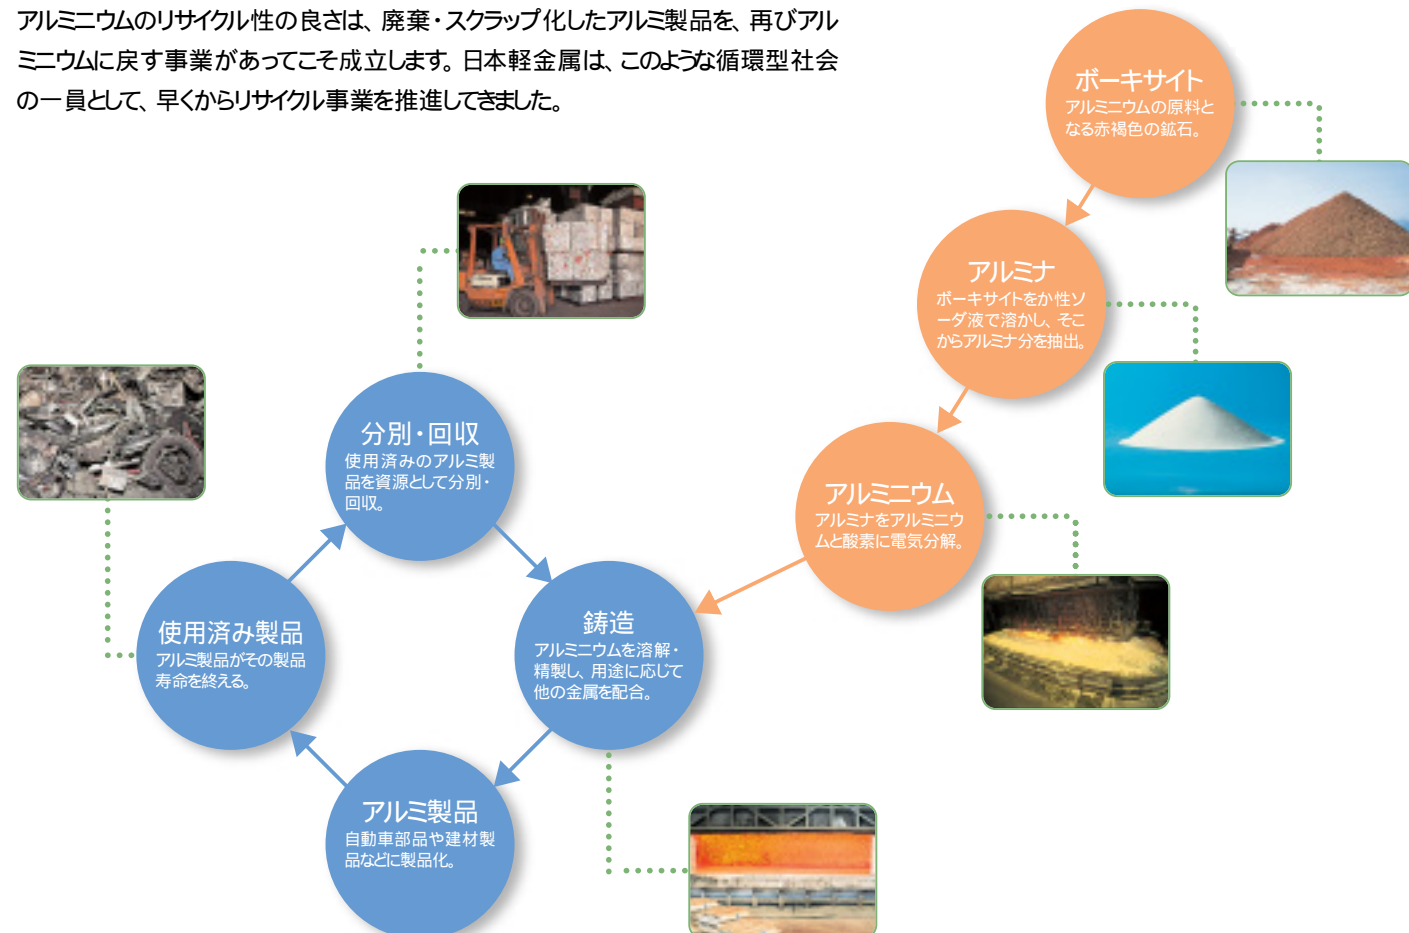 アルミニウムのリサイクル性の良さは、廃棄・スクラップ化したアルミ製品を、再びアル
ミニウムに戻す事業があってこそ成立します。日本軽金属は、このような循環型社会
の一員として、早くからリサイクル事業を推進してきました。
ボーキサイト
アルミニウムの原料と
なる赤褐色の鉱石。
アルミナ
ボーキサイトをか性ソ
ーダ液で溶かし、そこ
からアルミナ分を抽出。
アルミニウム
アルミナをアルミニウ
ムと酸素に電気分解。
分別・回収
使用済みのアルミ製
品を資源として分別・
回収。
鋳造
アルミニウムを溶解・
精製し、用途に応じて
他の金属を配合。
使用済み製品
アルミ製品がその製品
寿命を終える。
アルミ製品
自動車部品や建材製
品などに製品化。